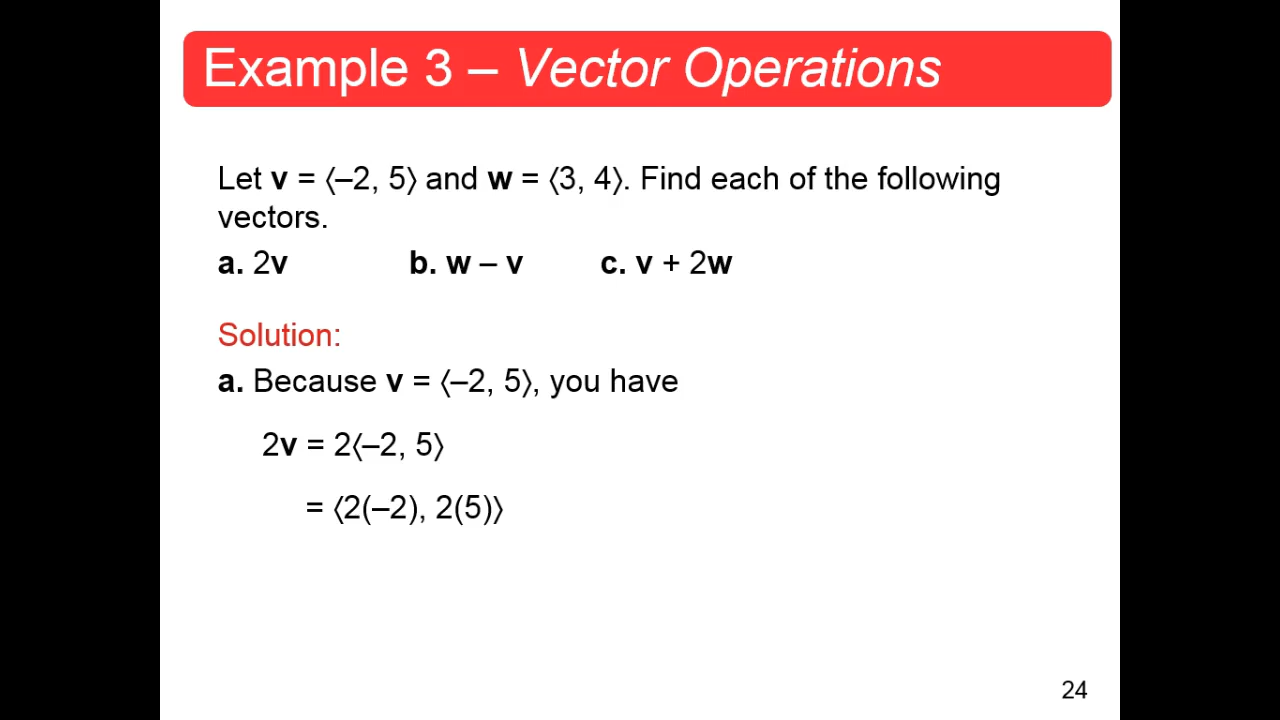 Example 3 – Vector Operations
Let v = ⟨–2, 5⟩ and w = ⟨3, 4⟩. Find each of the following
vectors.
a. 2v b. w – v c. v + 2w
Solution:
a. Because v = ⟨–2, 5⟩, you have
2v = 2⟨–2, 5⟩
= ⟨2(–2), 2(5)⟩
24